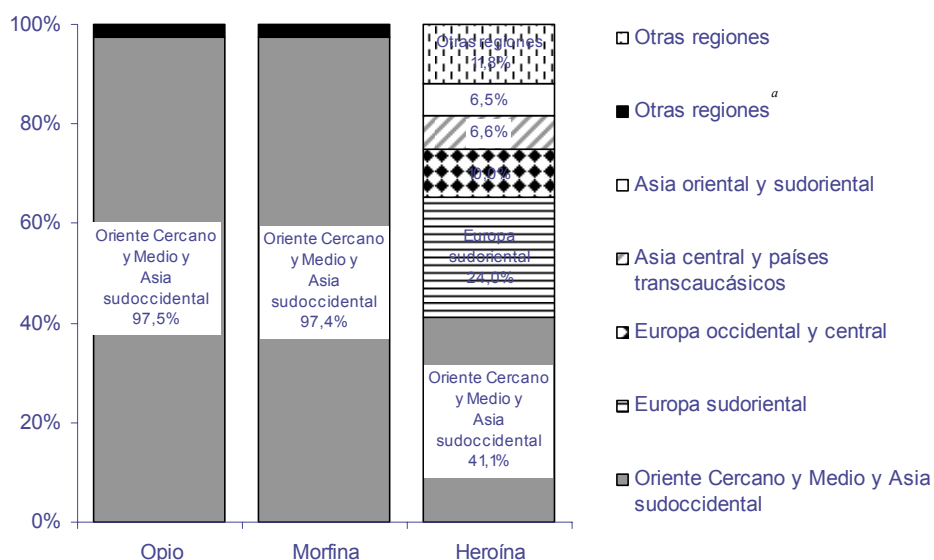 100%
80%
60%
40%
20%
0%
Oriente Cercano
y Medio y
Asia
sudoccidental
97,5%
Oriente Cercano
y Medio y
Asia
sudoccidental
97,4%
Otras regiones
11,8%
6,5%
6,6%
10,0%
Europa
sudoriental
24,0%
Oriente Cercano
y Medio y
Asia
sudoccidental
41,1%
Opio
Morfina
Heroína
Otras regiones
Otras regiones a
Asia oriental y sudoriental
Asia central y países
transcaucásicos
Europa occidental y central
Europa sudoriental
Oriente Cercano y Medio y Asia
sudoccidental